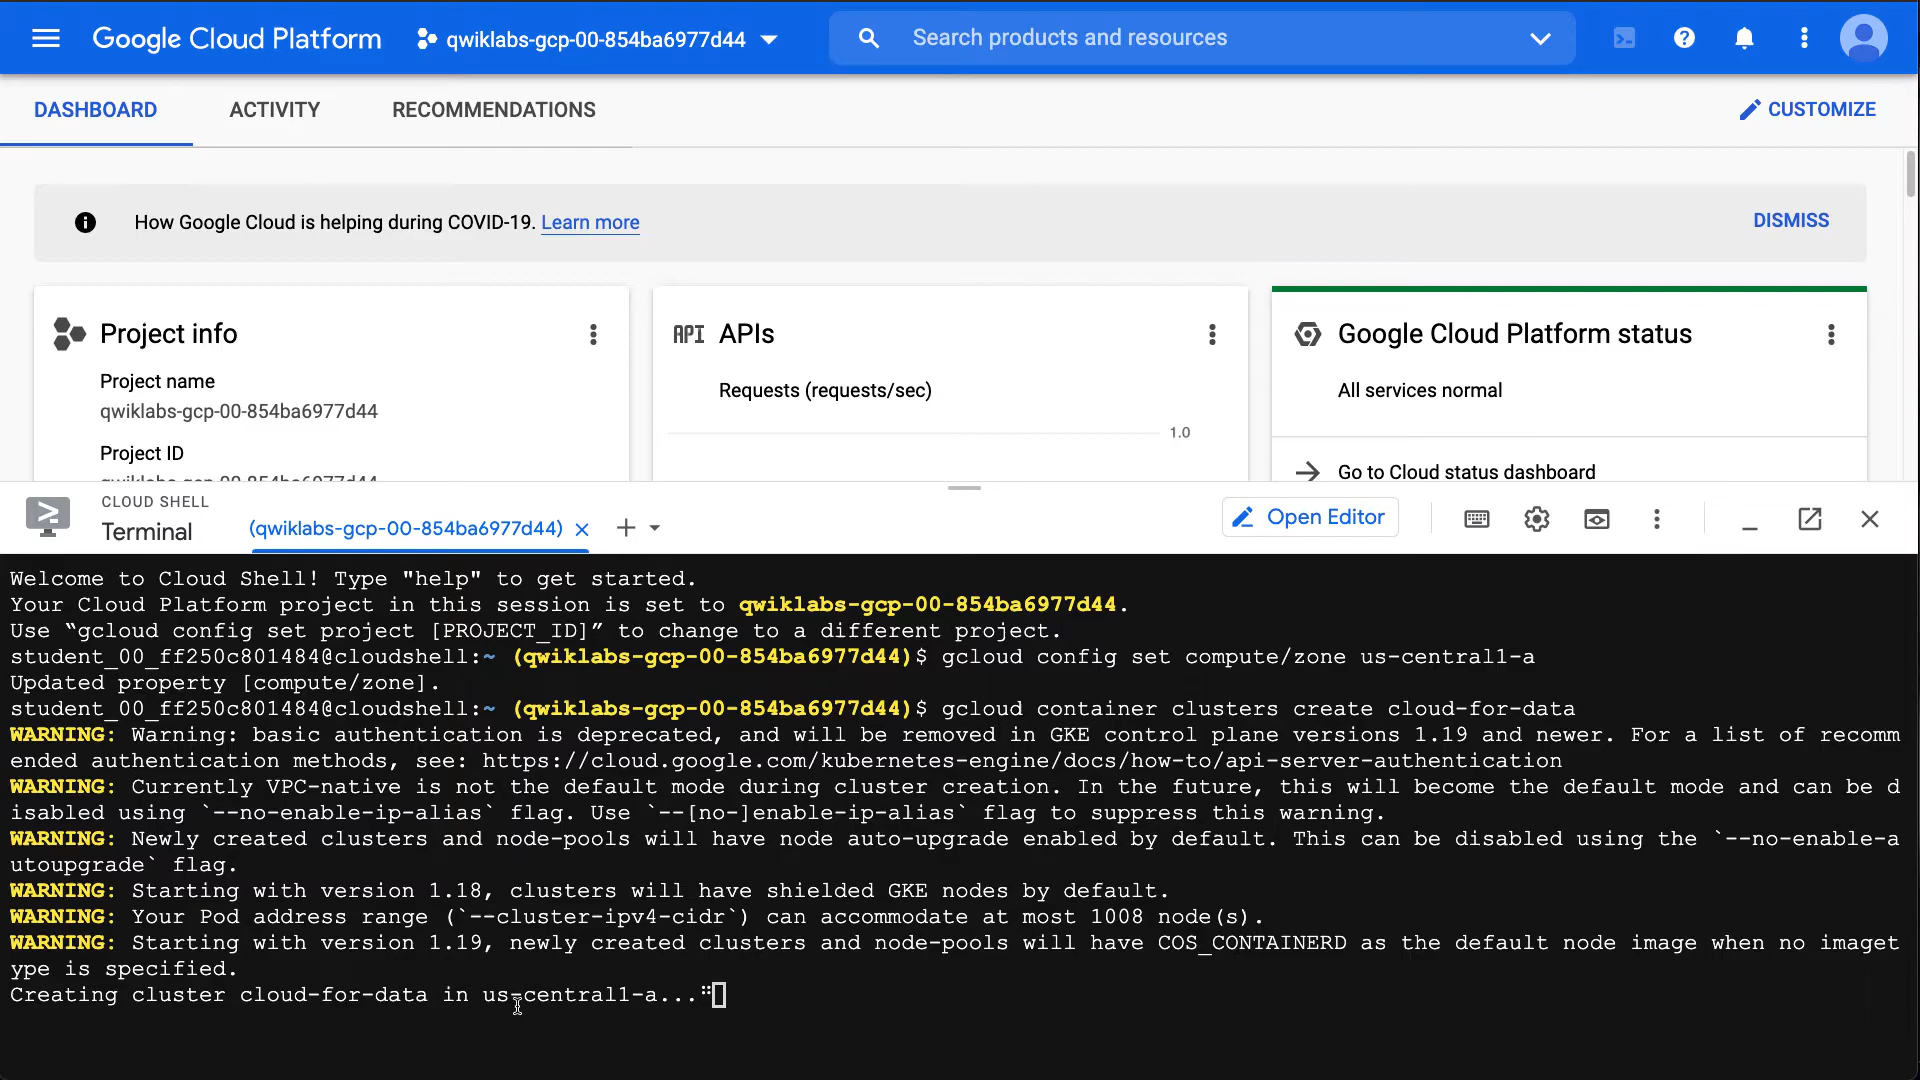 Google Cloud Platform
qwiklabs-gcp-00-854ba6977d44
Search products and resources
DASHBOARD
ACTIVITY
RECOMMENDATIONS
CUSTOMIZE
How Google Cloud is helping during COVID-19. Learn more
DISMISS
Project info
Project name
qwiklabs-gcp-00-854ba6977d44
Project ID
qwiklabs-gcp-00-854ba6977d44
API APIs
Requests (requests/sec)
1.0
Google Cloud Platform status
All services normal
Go to Cloud status dashboard
CLOUD SHELL
Terminal
(qwiklabs-gcp-00-854ba6977d44)
Open Editor
Welcome to Cloud Shell! Type "help" to get started.
Your Cloud Platform project in this session is set to qwiklabs-gcp-00-854ba6977d44.
Use “gcloud config set project [PROJECT_ID]” to change to a different project.
student_00_ff250c801484@cloudshell:~ (qwiklabs-gcp-00-854ba6977d44)$ gcloud config set compute/zone us-central1-a
Updated property [compute/zone].
student_00_ff250c801484@cloudshell:~ (qwiklabs-gcp-00-854ba6977d44)$ gcloud container clusters create cloud-for-data
WARNING: Warning: basic authentication is deprecated, and will be removed in GKE control plane versions 1.19 and newer. For a list of recomm
ended authentication methods, see: https://cloud.google.com/kubernetes-engine/docs/how-to/api-server-authentication
WARNING: Currently VPC-native is not the default mode during cluster creation. In the future, this will become the default mode and can be d
isabled using `--no-enable-ip-alias` flag. Use `--[no-]enable-ip-alias` flag to suppress this warning.
WARNING: Newly created clusters and node-pools will have node auto-upgrade enabled by default. This can be disabled using the `--no-enable-a
utoupgrade` flag.
WARNING: Starting with version 1.18, clusters will have shielded GKE nodes by default.
WARNING: Your Pod address range (`--cluster-ipv4-cidr`) can accommodate at most 1008 node(s).
WARNING: Starting with version 1.19, newly created clusters and node-pools will have COS_CONTAINERD as the default node image when no imaget
ype is specified.
Creating cluster cloud-for-data in us-central1-a...